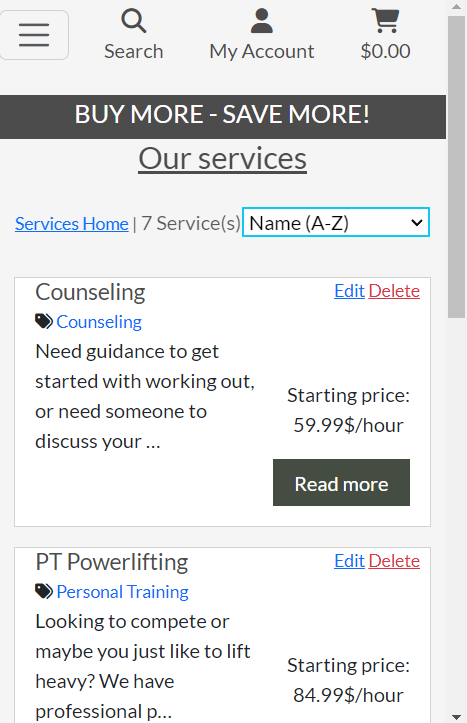 Search My Account $0.00
BUY MORE - SAVE MORE!
Our services
Services Home | 7 Service(s) Name (A-Z)
Counseling Edit Delete
Counseling
Need guidance to get
started with working out,
or need someone to
discuss your ...
Starting price:
59.99$/hour
Read more
PT Powerlifting Edit Delete
Personal Training
Looking to compete or
maybe you just like to lift
heavy? We have
professional p...
Starting price:
84.99$/hour